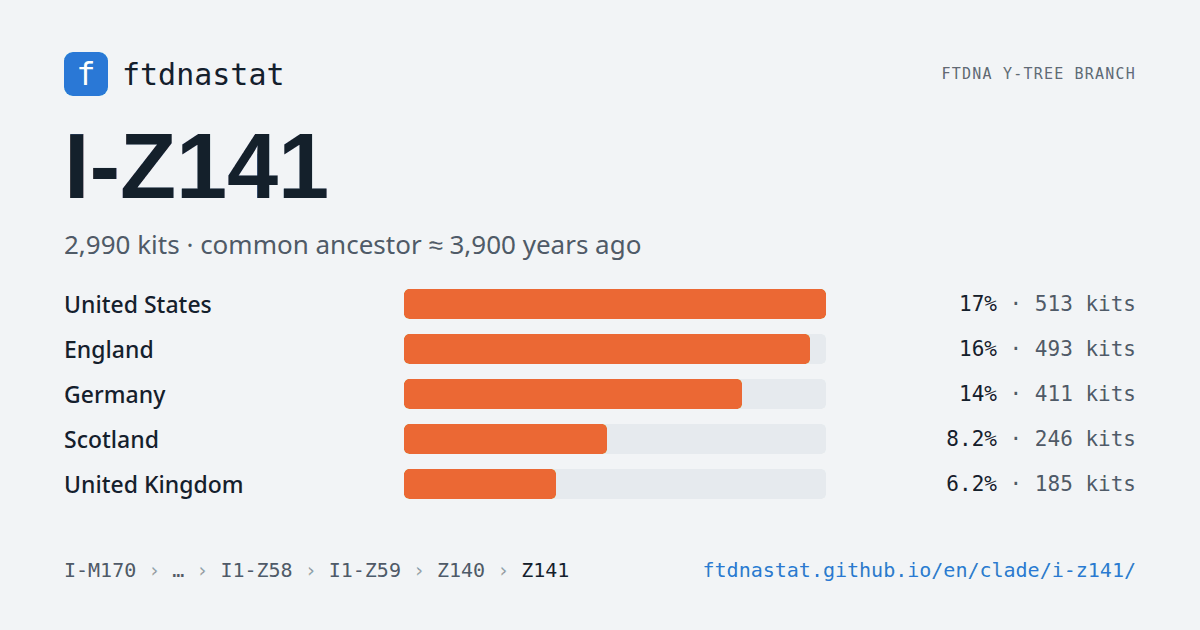 f ftdnastat
FTDNA Y-TREE BRANCH
I-Z141
2,990 kits · common ancestor ≈ 3,900 years ago
United States 17% · 513 kits
England 16% · 493 kits
Germany 14% · 411 kits
Scotland 8.2% · 246 kits
United Kingdom 6.2% · 185 kits
I-M170 › … › I1-Z58 › I1-Z59 › Z140 › Z141
ftdnastat.github.io/en/clade/i-z141/